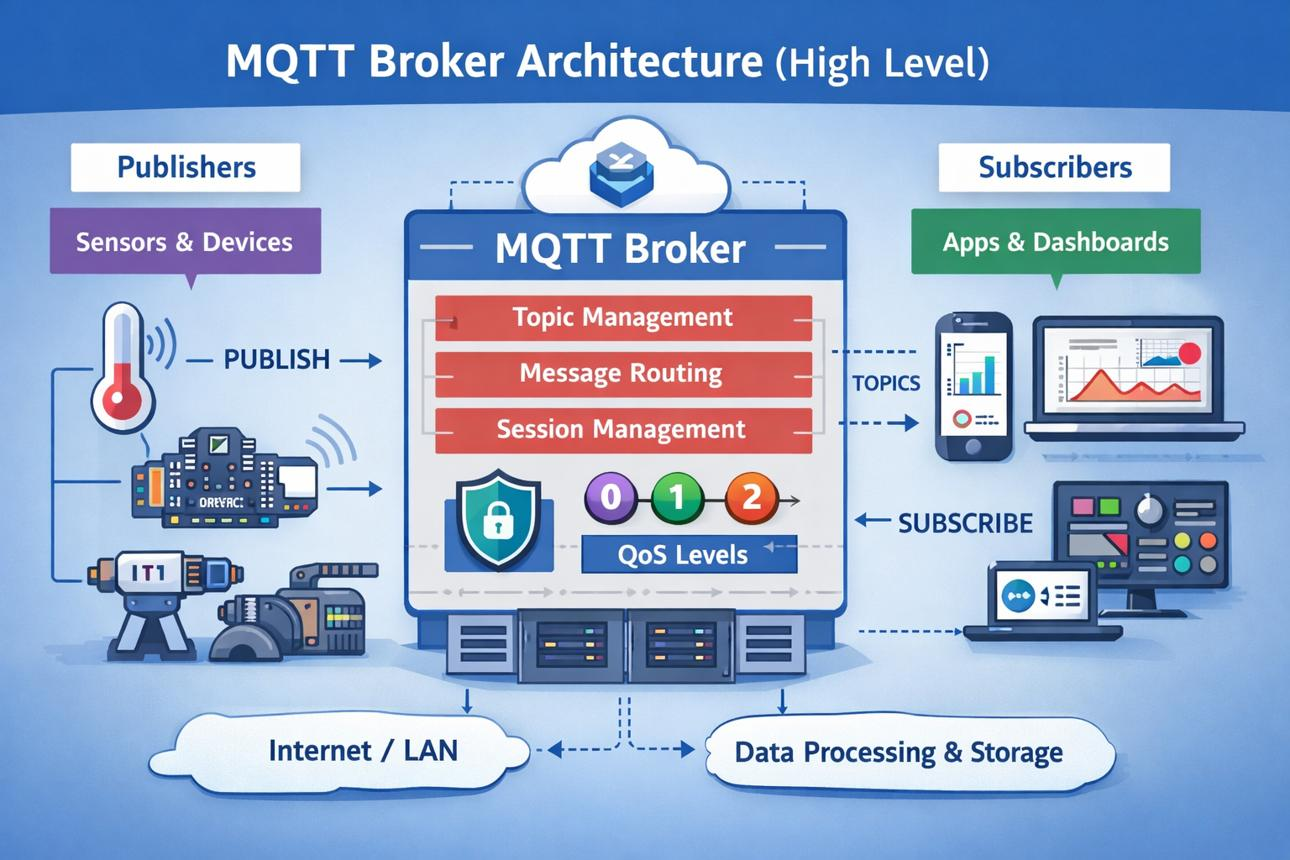 MQTT Broker Architecture (High Level)
Publishers
Sensors & Devices
PUBLISH
IT1
MQTT Broker
Topic Management
Message Routing
Session Management
0 1 2
QoS Levels
Subscribers
Apps & Dashboards
TOPICS
SUBSCRIBE
Internet / LAN
Data Processing & Storage